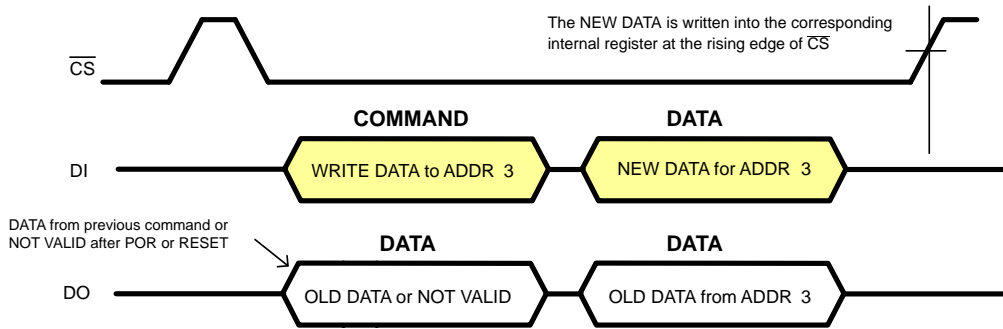 The NEW DATA is written into the corresponding
internal register at the rising edge of CS
CS
COMMAND
DATA
DI
WRITE DATA to ADDR 3
NEW DATA for ADDR 3
DATA from previous command or
NOT VALID after POR or RESET
DATA
DATA
DO
OLD DATA or NOT VALID
OLD DATA from ADDR 3